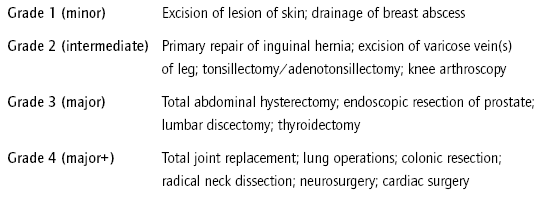 Grade 1 (minor) Excision of lesion of skin; drainage of breast abscess
Grade 2 (intermediate) Primary repair of inguinal hernia; excision of varicose vein(s)
of leg; tonsillectomy/adenotonsillectomy; knee arthroscopy
Grade 3 (major) Total abdominal hysterectomy; endoscopic resection of prostate;
lumbar discectomy; thyroidectomy
Grade 4 (major+) Total joint replacement; lung operations; colonic resection;
radical neck dissection; neurosurgery; cardiac surgery